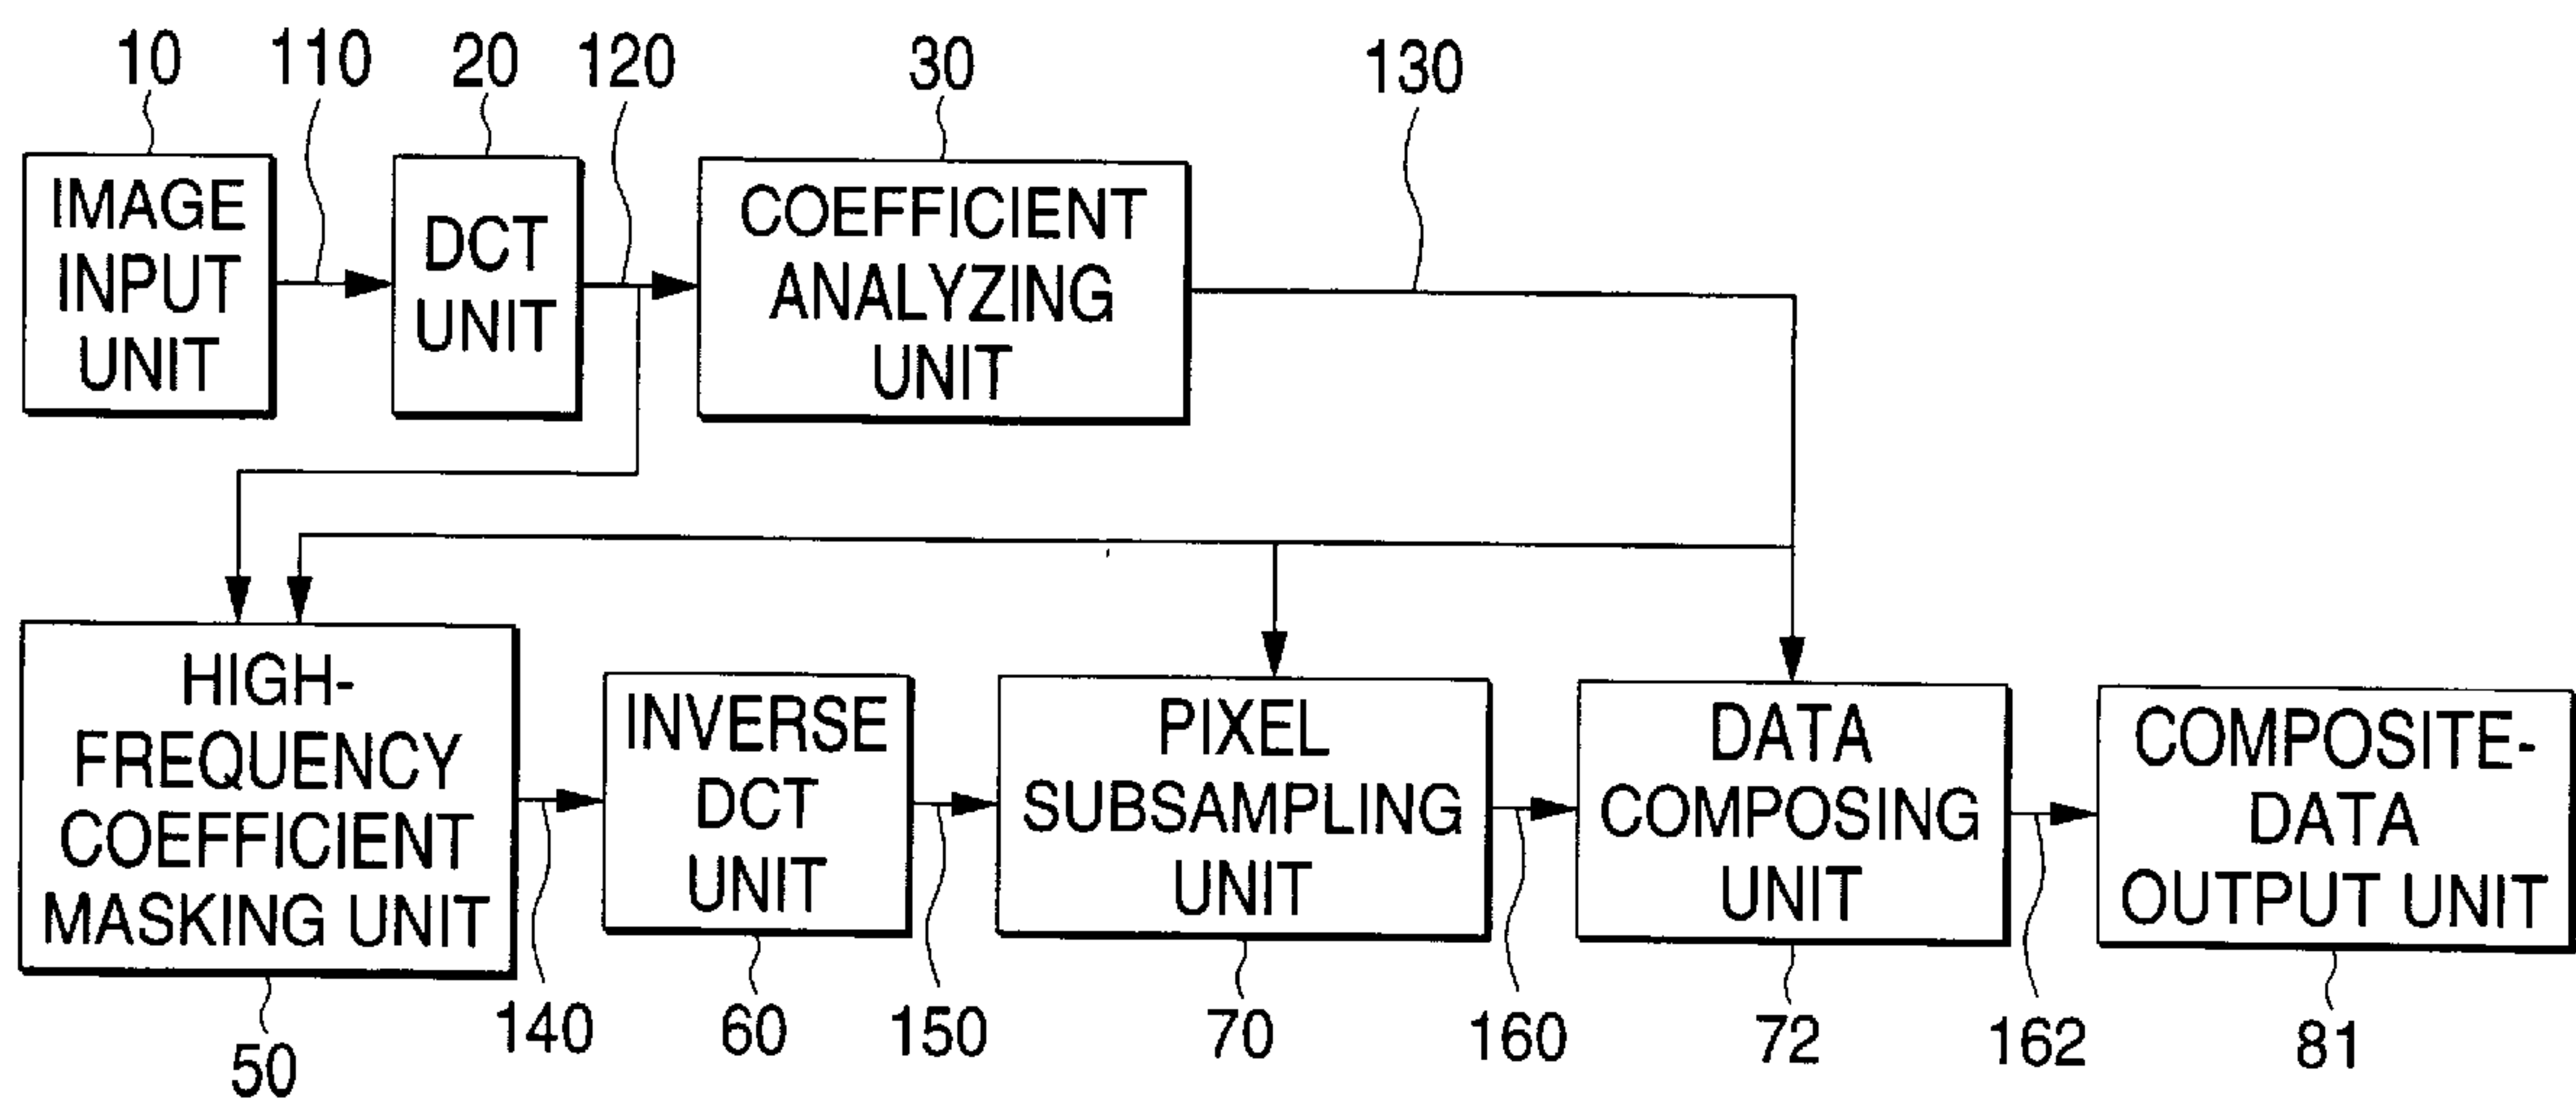 10 110 20 120 30 130
IMAGE
INPUT
UNIT
DCT
UNIT
COEFFICIENT
ANALYZING
UNIT
HIGH-
FREQUENCY
COEFFICIENT
MASKING UNIT
INVERSE
DCT
UNIT
PIXEL
SUBSAMPLING
UNIT
DATA
COMPOSING
UNIT
COMPOSITE-
DATA
OUTPUT UNIT
50 140 60 150 70 160 72 162 81